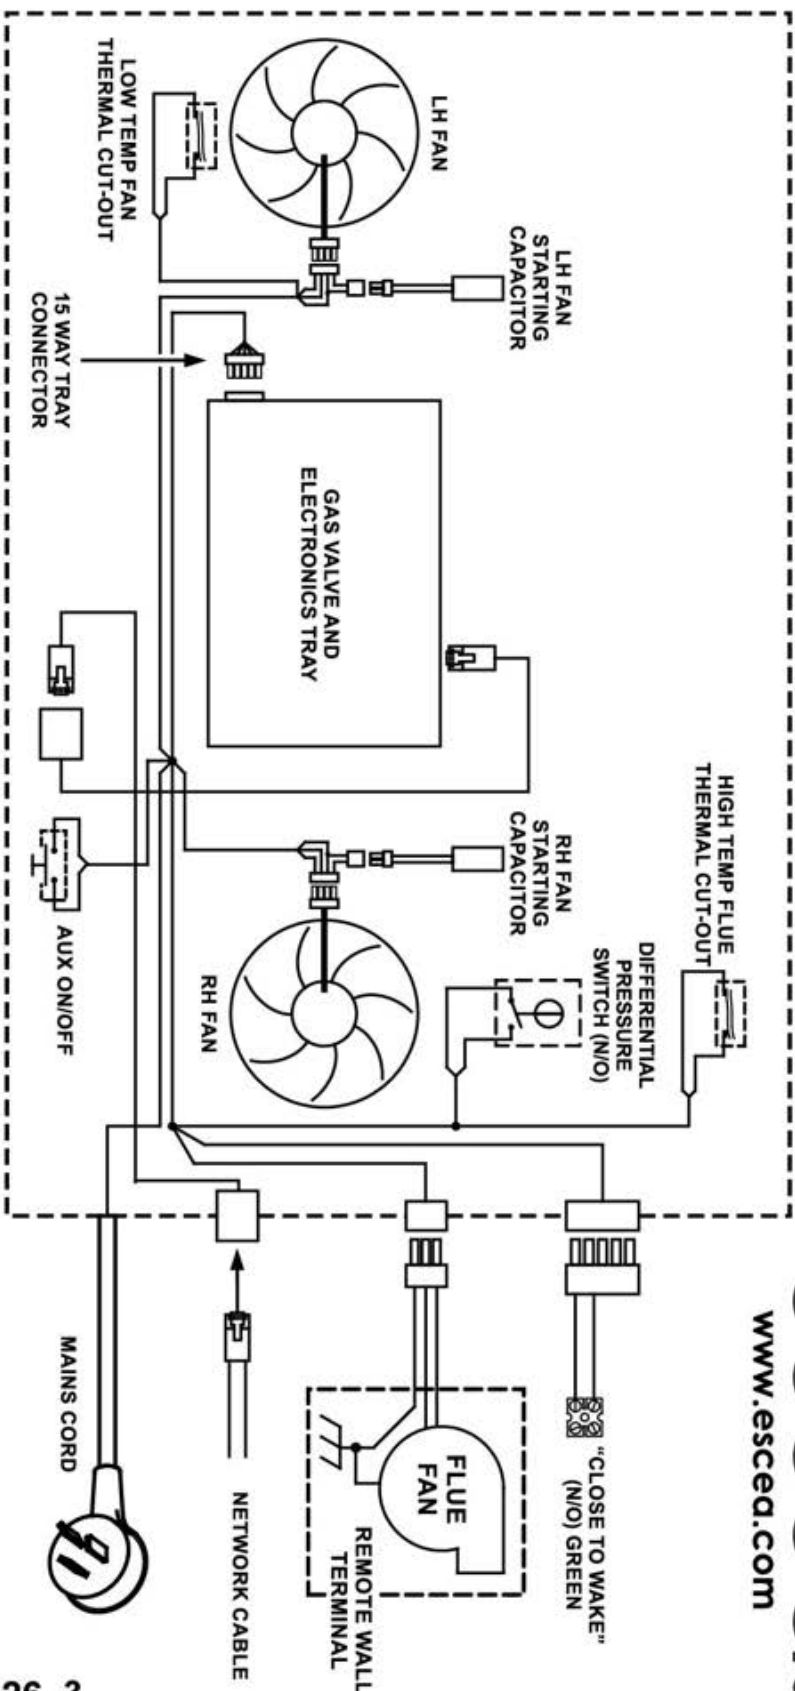 www.escea.com
HIGH TEMP FLUE
THERMAL CUT-OUT
DIFFERENTIAL
PRESSURE
SWITCH (N/O)
"CLOSE TO WAKE"
(N/O) GREEN
LH FAN
STARTING
CAPACITOR
RH FAN
STARTING
CAPACITOR
LH FAN
FLUE
FAN
REMOTE WALL
TERMINAL
GAS VALVE AND
ELECTRONICS TRAY
RH FAN
NETWORK CABLE
LOW TEMP FAN
THERMAL CUT-OUT
15 WAY TRAY
CONNECTOR
AUX ON/OFF
MAINS CORD